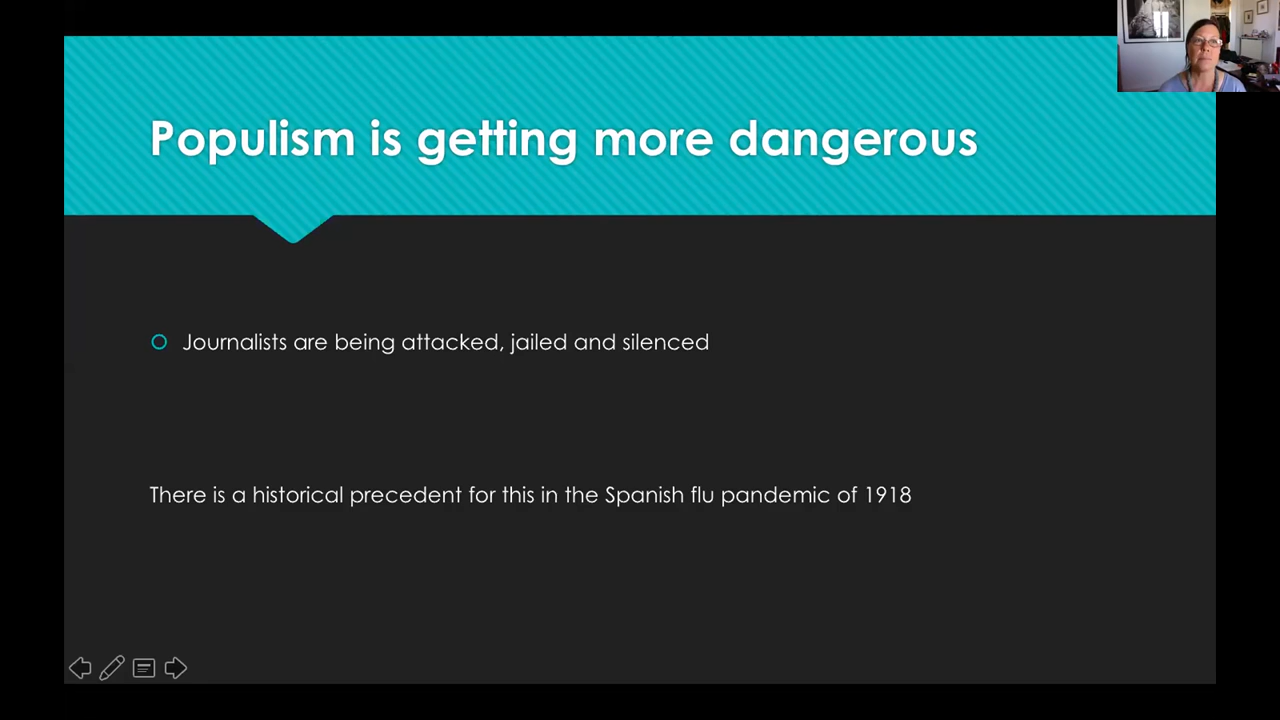 Populism is getting more dangerous
Journalists are being attacked, jailed and silenced
There is a historical precedent for this in the Spanish flu pandemic of 1918